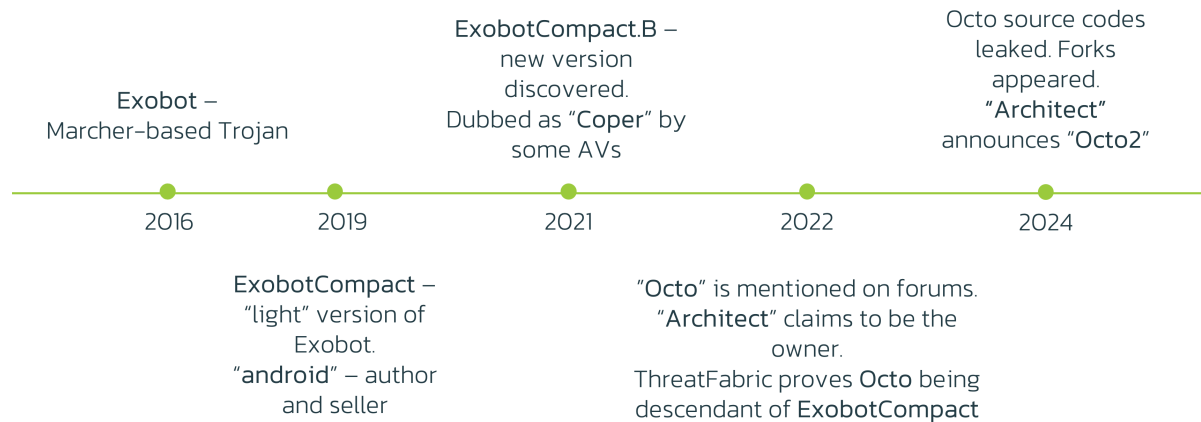 Exobot –
Marcher-based Trojan
2016
ExobotCompact –
“light” version of
Exobot.
“android” – author
and seller
2019
ExobotCompact.B –
new version
discovered.
Dubbed as “Coper” by
some AVs
2021
2022
“Octo” is mentioned on forums.
“Architect” claims to be the
owner.
ThreatFabric proves Octo being
descendant of ExobotCompact
Octo source codes
leaked. Forks
appeared.
“Architect”
announces “Octo2”
2024